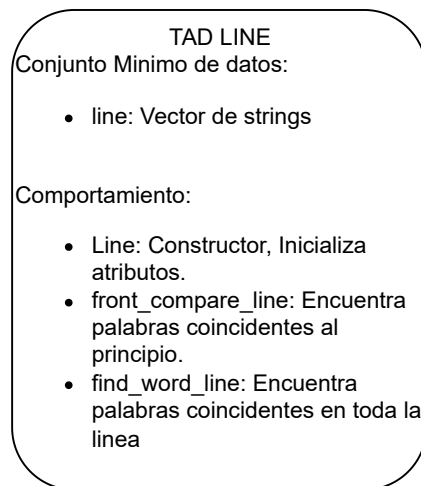 TAD LINE
Conjunto Minimo de datos:
• line: Vector de strings
Comportamiento:
• Line: Constructor, Inicializa
atributos.
• front_compare_line: Encuentra
palabras coincidentes al
principio.
• find_word_line: Encuentra
palabras coincidentes en toda la
linea